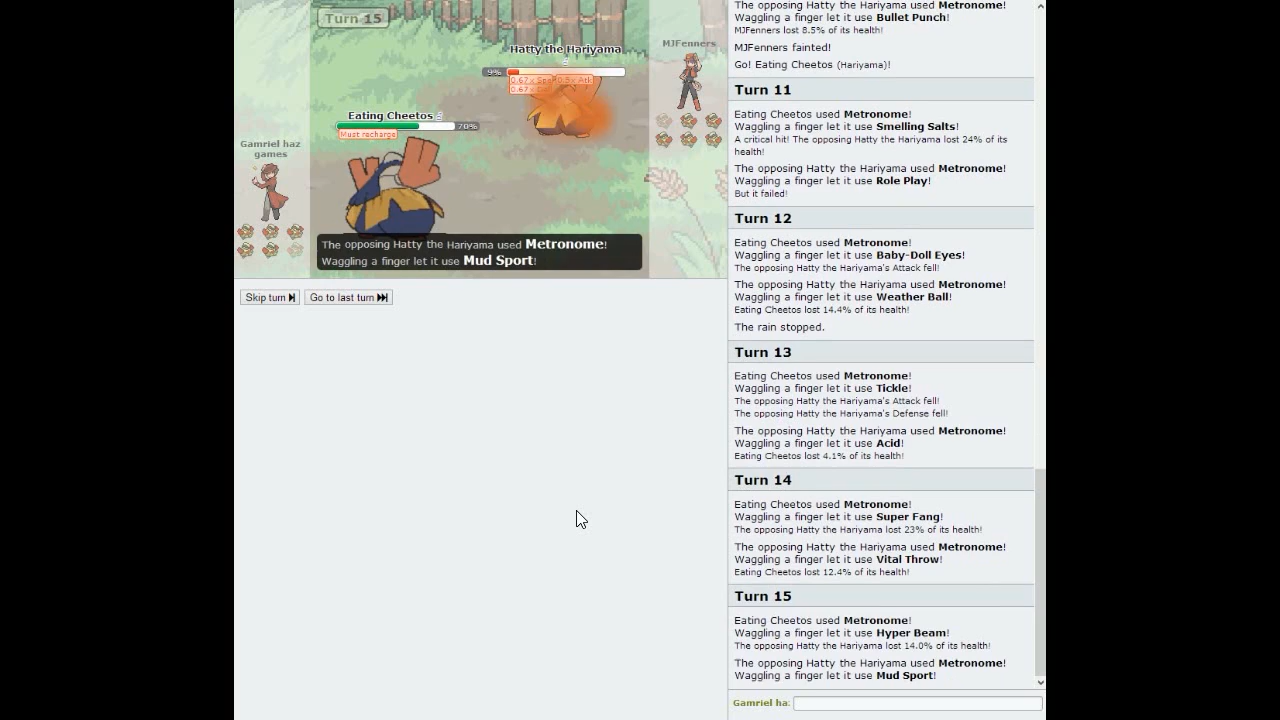 Turn 15
Hatty the Hariyama
9%
Eating Cheetos
70%
Must recharge
MJFenners
Gamriel haz
games
The opposing Hatty the Hariyama used Metronome!
Waggling a finger let it use Mud Sport!
Skip turn
Go to last turn
The opposing Hatty the Hariyama used Metronome!
Waggling a finger let it use Bullet Punch!
MJFenners lost 8.5% of its health!
MJFenners fainted!
Go! Eating Cheetos (Hariyama)!
Turn 11
Eating Cheetos used Metronome!
Waggling a finger let it use Smelling Salts!
A critical hit! The opposing Hatty the Hariyama lost 24% of its
health!
The opposing Hatty the Hariyama used Metronome!
Waggling a finger let it use Role Play!
But it failed!
Turn 12
Eating Cheetos used Metronome!
Waggling a finger let it use Baby-Doll Eyes!
The opposing Hatty the Hariyama's Attack fell!
The opposing Hatty the Hariyama used Metronome!
Waggling a finger let it use Weather Ball!
Eating Cheetos lost 14.4% of its health!
The rain stopped.
Turn 13
Eating Cheetos used Metronome!
Waggling a finger let it use Tickle!
The opposing Hatty the Hariyama's Attack fell!
The opposing Hatty the Hariyama's Defense fell!
The opposing Hatty the Hariyama used Metronome!
Waggling a finger let it use Acid!
Eating Cheetos lost 4.1% of its health!
Turn 14
Eating Cheetos used Metronome!
Waggling a finger let it use Super Fang!
The opposing Hatty the Hariyama lost 23% of its health!
The opposing Hatty the Hariyama used Metronome!
Waggling a finger let it use Vital Throw!
Eating Cheetos lost 12.4% of its health!
Turn 15
Eating Cheetos used Metronome!
Waggling a finger let it use Hyper Beam!
The opposing Hatty the Hariyama lost 14.0% of its health!
The opposing Hatty the Hariyama used Metronome!
Waggling a finger let it use Mud Sport!
Gamriel ha: